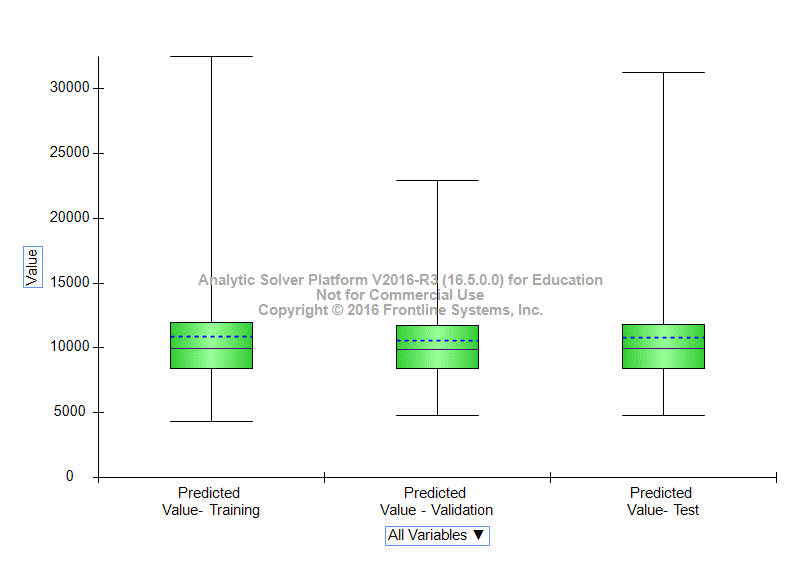 30000
25000
20000
15000
10000
5000
0
Value
Analytic Solver Platform V2016-R3 (16.5.0.0) for Education
Not for Commercial Use
Copyright © 2016 Frontline Systems, Inc.
Predicted
Value- Training
Predicted
Value - Validation
Predicted
Value- Test
All Variables ▼